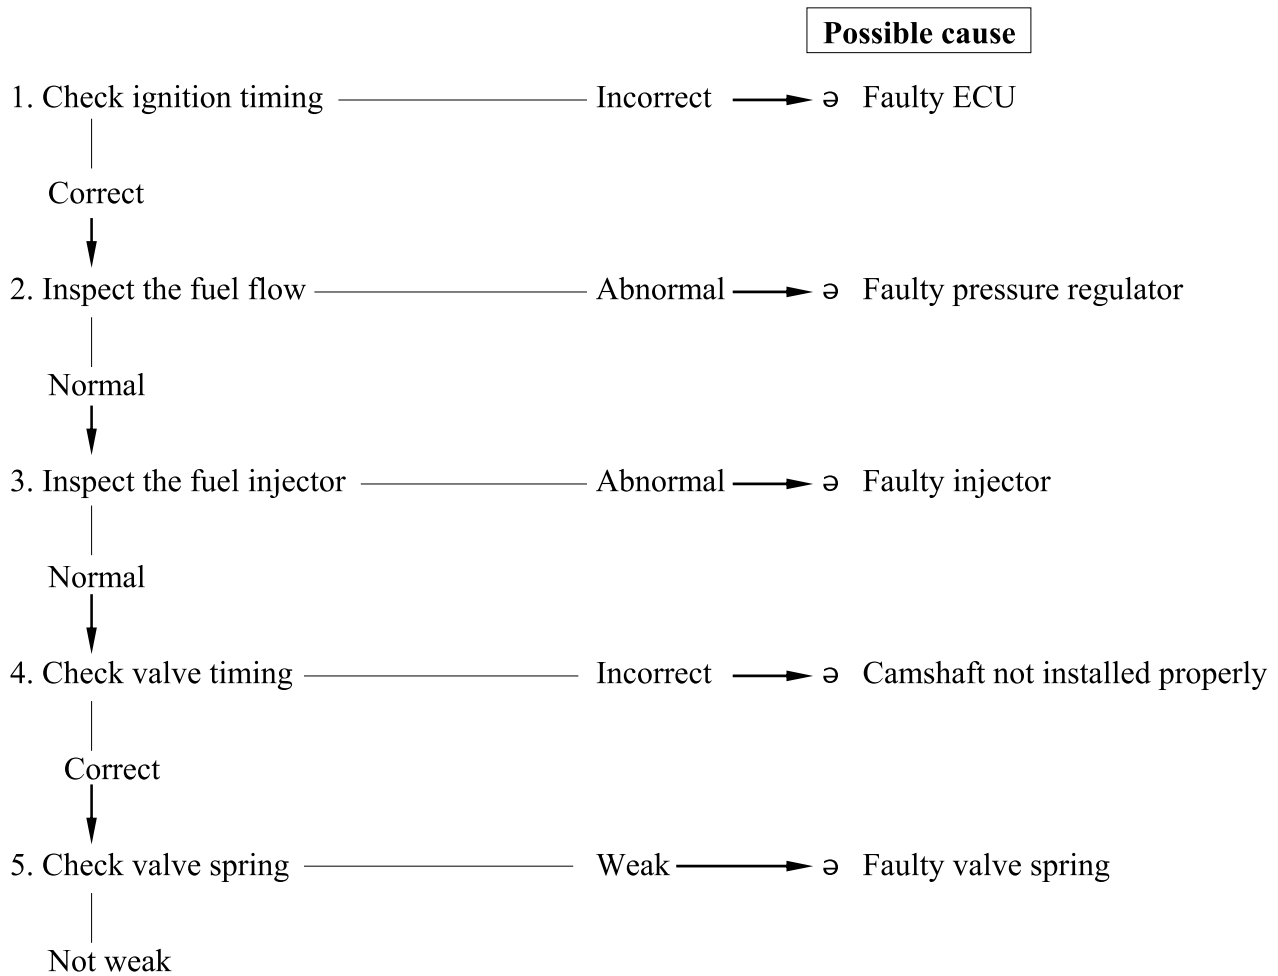 Possible cause
1. Check ignition timing Incorrect ə Faulty ECU
Correct
2. Inspect the fuel flow Abnormal ə Faulty pressure regulator
Normal
3. Inspect the fuel injector Abnormal ə Faulty injector
Normal
4. Check valve timing Incorrect ə Camshaft not installed properly
Correct
5. Check valve spring Weak ə Faulty valve spring
Not weak